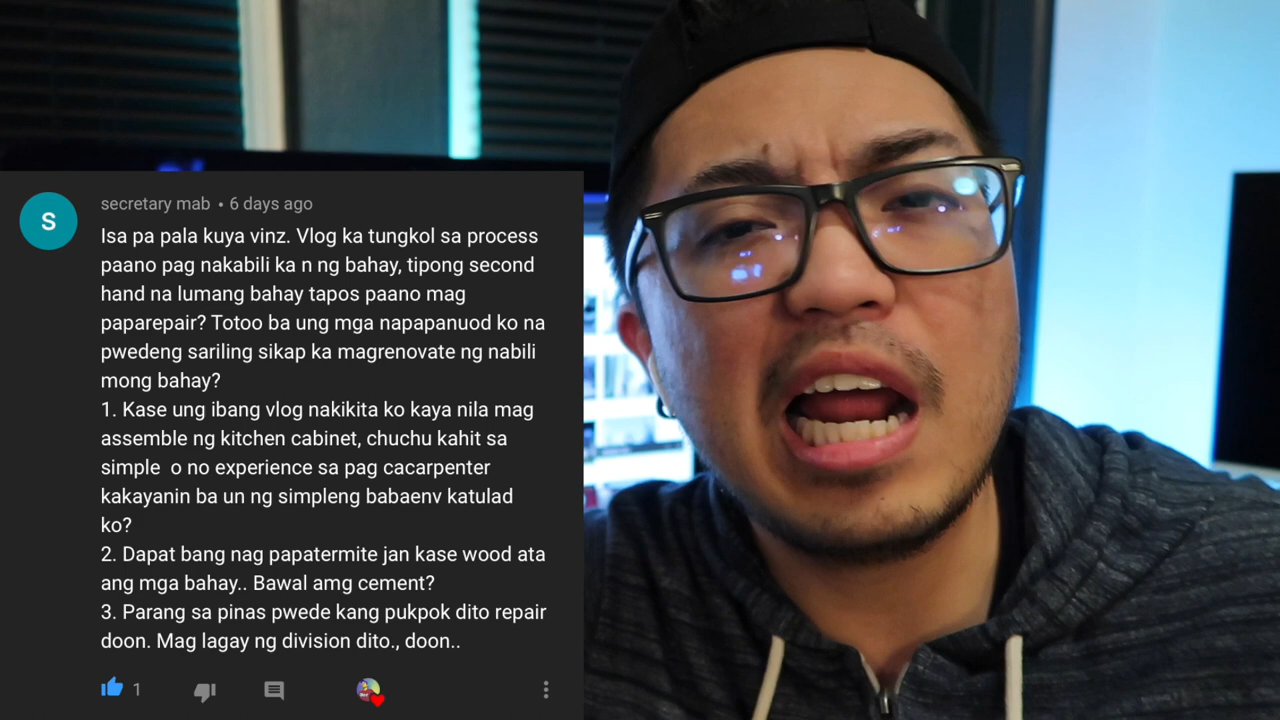 S
secretary mab • 6 days ago
Isa pa pala kuya vinz. Vlog ka tungkol sa process
paano pag nakabili ka n ng bahay, tipong second
hand na lumang bahay tapos paano mag
paparepair? Totoo ba ung mga napapanuod ko na
pwedeng sariling sikap ka magrenovate ng nabili
mong bahay?
1. Kase ung ibang vlog nakikita ko kaya nila mag
assemble ng kitchen cabinet, chuchu kahit sa
simple  o no experience sa pag cacarpenter
kakayanin ba un ng simpleng babaenv katulad
ko?
2. Dapat bang nag papatermite jan kase wood ata
ang mga bahay.. Bawal amg cement?
3. Parang sa pinas pwede kang pukpok dito repair
doon. Mag lagay ng division dito., doon..
1